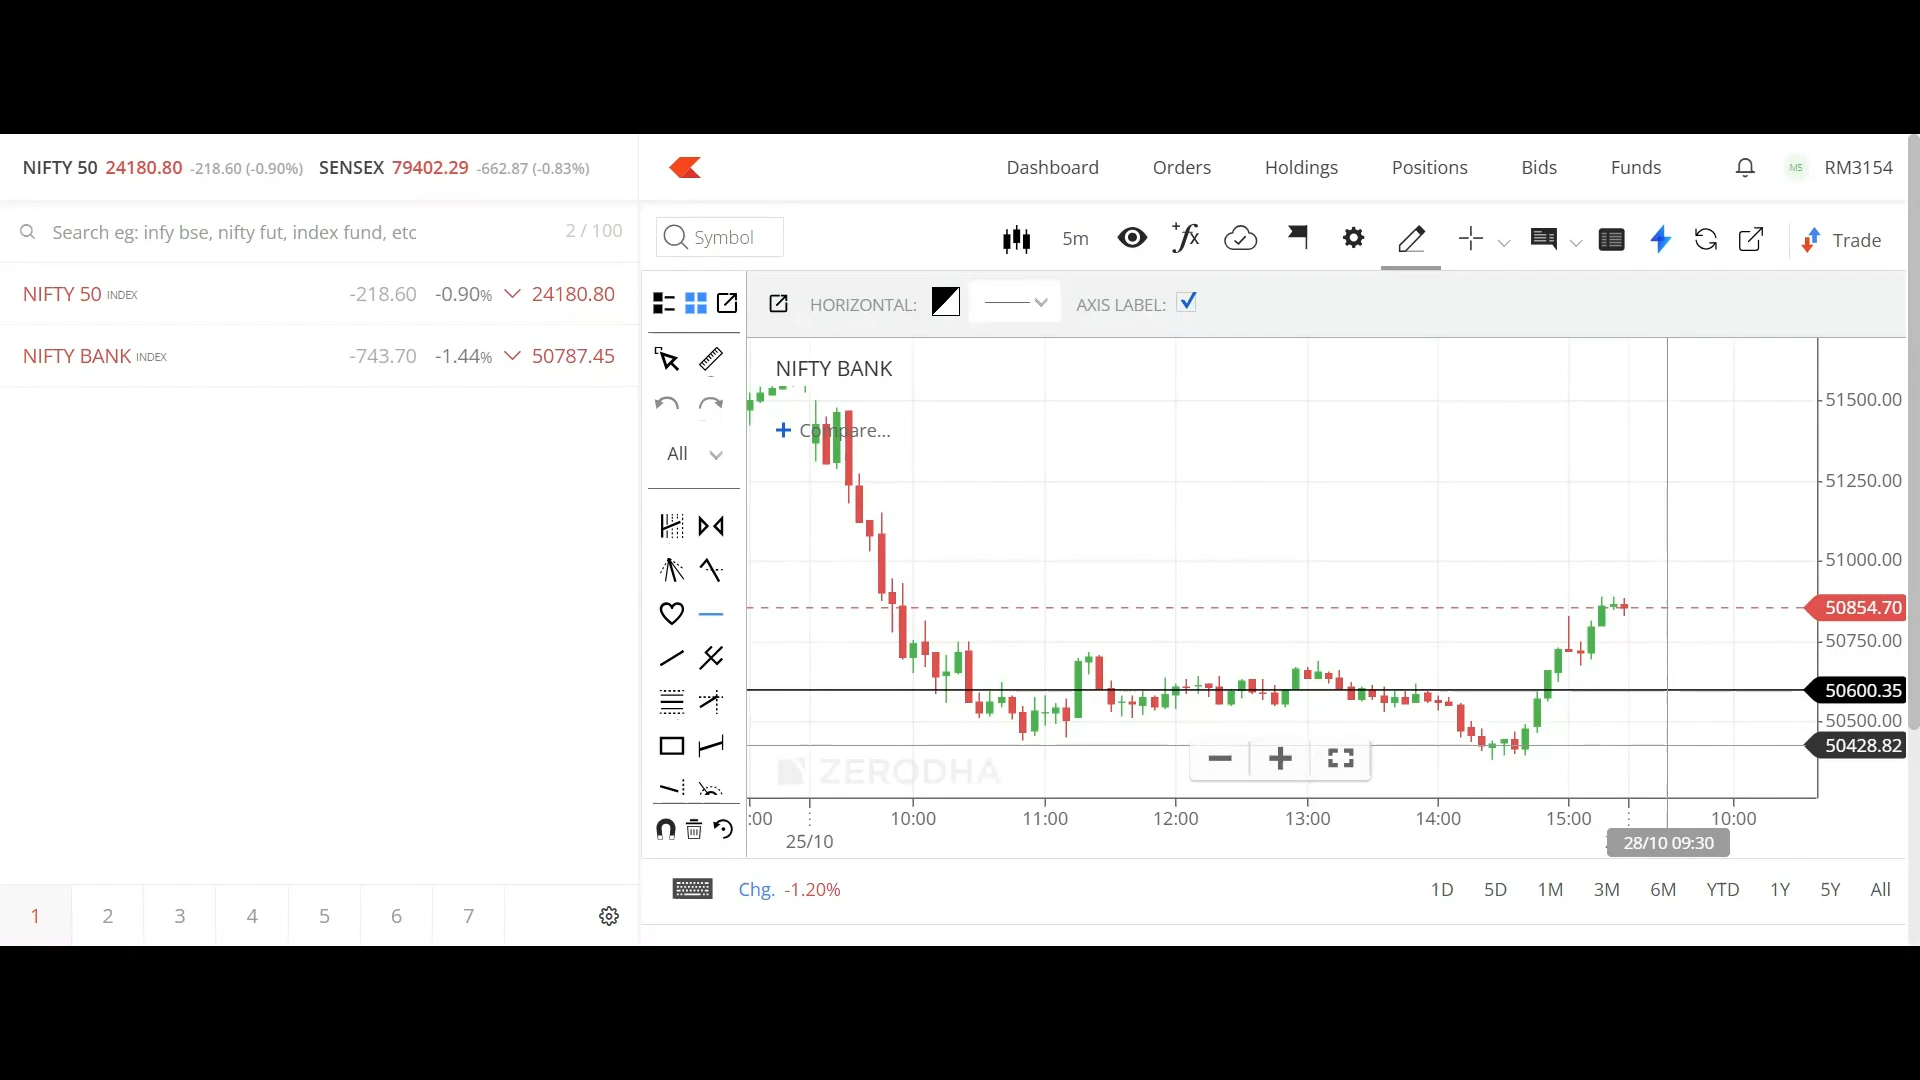 NIFTY 50 24180.80 -218.60 (-0.90%) SENSEX 79402.29 -662.87 (-0.83%)
Dashboard Orders Holdings Positions Bids Funds MS RM3154
Search eg: infy bse, nifty fut, index fund, etc 2 / 100
Symbol 5m +fx Trade
NIFTY 50 INDEX -218.60 -0.90% 24180.80
NIFTY BANK INDEX -743.70 -1.44% 50787.45
HORIZONTAL: AXIS LABEL:
All
NIFTY BANK
+ Compare...
51500.00
51250.00
51000.00
50854.70
50750.00
50600.35
50500.00
50428.82
ZERODHA
:00 10:00 11:00 12:00 13:00 14:00 15:00 10:00
25/10 28/10 09:30
Chg. -1.20% 1D 5D 1M 3M 6M YTD 1Y 5Y All
1 2 3 4 5 6 7